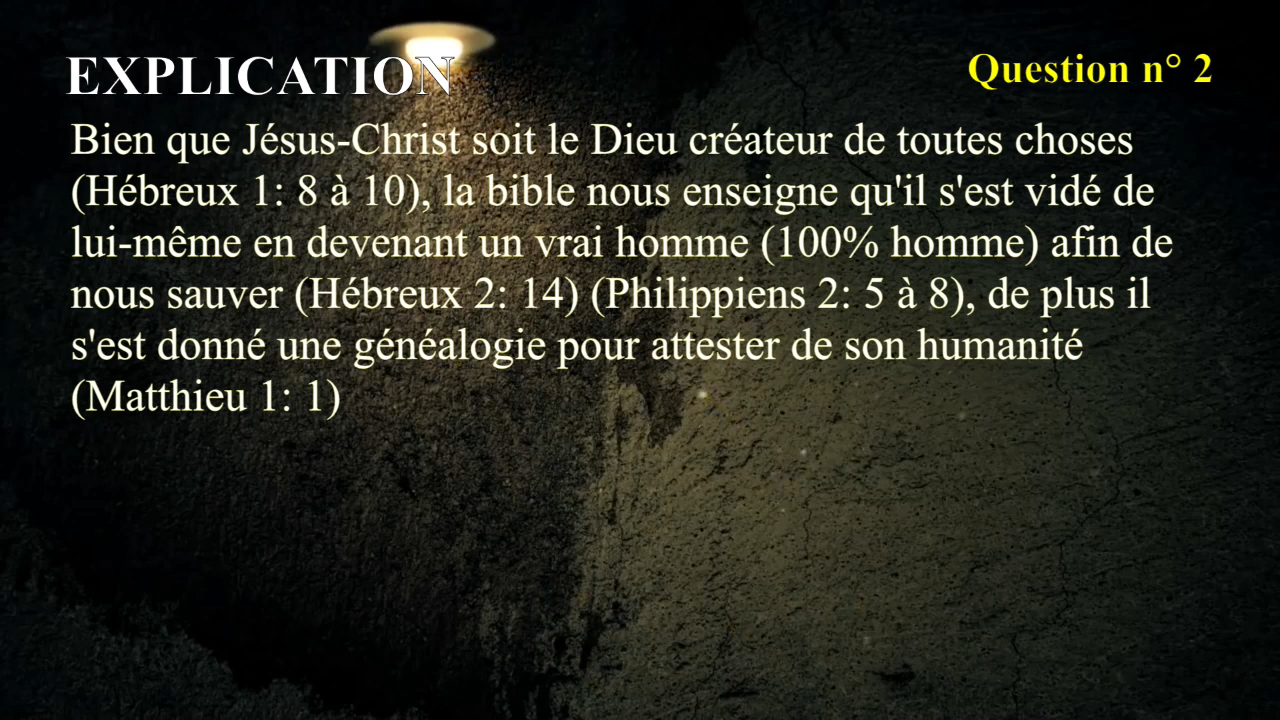 EXPLICATION
Question n° 2
Bien que Jésus-Christ soit le Dieu créateur de toutes choses
(Hébreux 1: 8 à 10), la bible nous enseigne qu'il s'est vidé de
lui-même en devenant un vrai homme (100% homme) afin de
nous sauver (Hébreux 2: 14) (Philippiens 2: 5 à 8), de plus il
s'est donné une généalogie pour attester de son humanité
(Matthieu 1: 1)